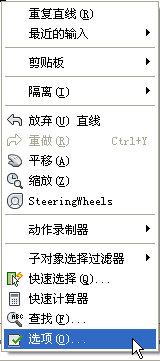 重复直线(R)
最近的输入
剪贴板
隔离(I)
放弃(U) 直线
重做(R) Ctrl+Y
平移(A)
缩放(Z)
SteeringWheels
动作录制器
子对象选择过滤器
快速选择(Q)...
快速计算器
ABC 查找(F)...
选项(O)...